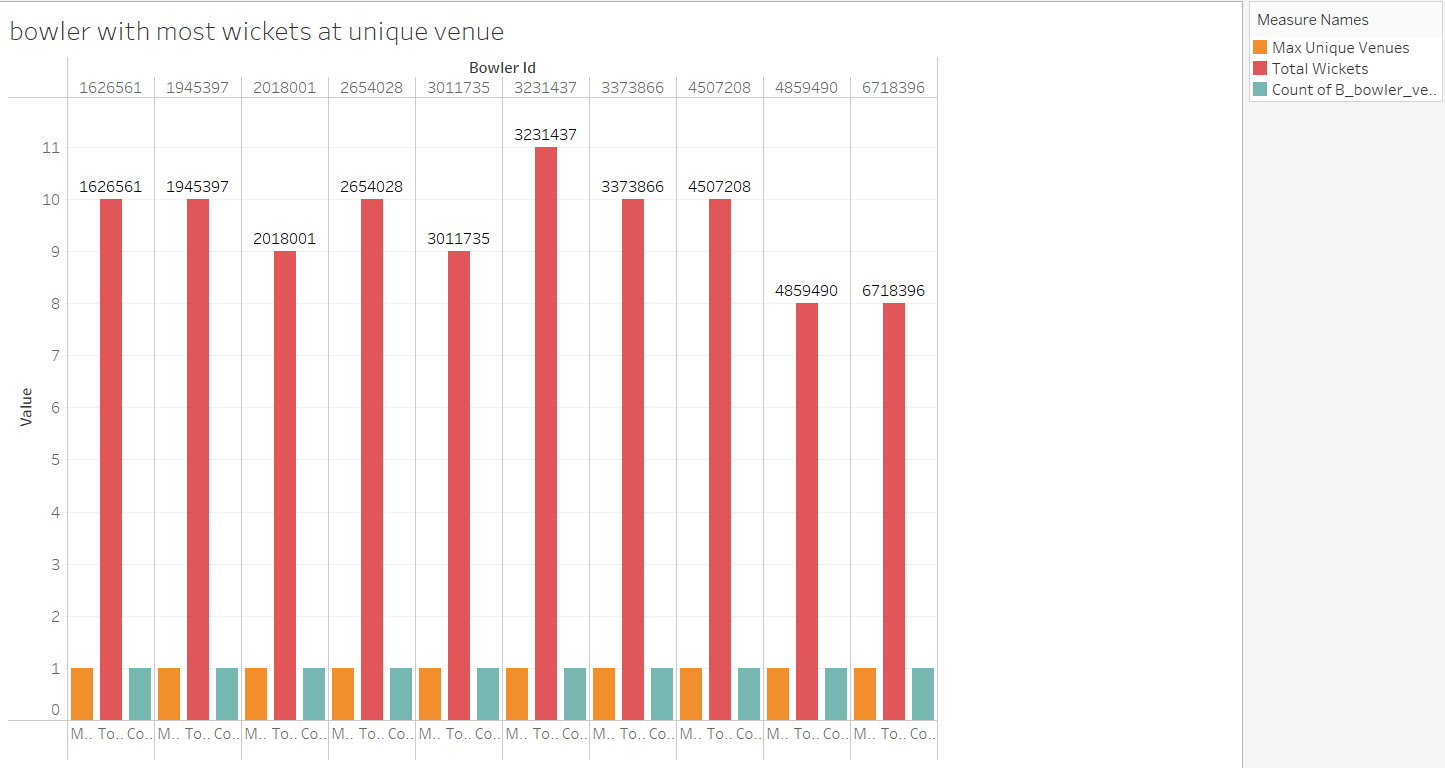 bowler with most wickets at unique venue
Bowler Id
1626561 1945397 2018001 2654028 3011735 3231437 3373866 4507208 4859490 6718396
3231437
1626561 1945397 2654028 3373866 4507208
2018001 3011735
4859490 6718396
11
10
9
8
7
6
5
4
3
2
1
0
Value
M.. To.. Co.. M.. To.. Co.. M.. To.. Co.. M.. To.. Co.. M.. To.. Co.. M.. To.. Co.. M.. To.. Co.. M.. To.. Co.. M.. To.. Co.. M.. To.. Co..
Measure Names
Max Unique Venues
Total Wickets
Count of B_bowler_ve..